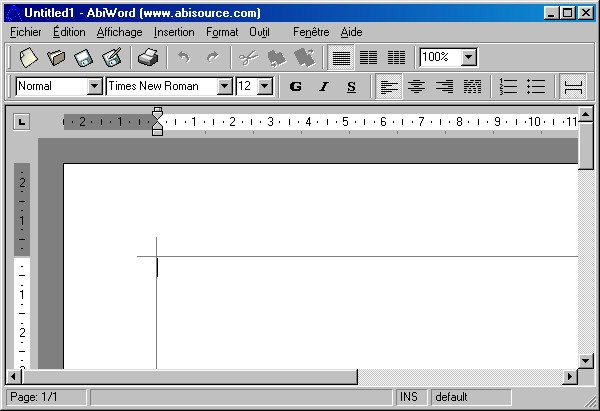 Untitled1 - AbiWord (www.abisource.com)
Fichier Édition Affichage Insertion Format Outil Fenêtre Aide
100%
Normal Times New Roman 12 G I S
2 1 1 2 3 4 5 6 7 8 9 10 11
2
1
1
2
Page: 1/1 INS default